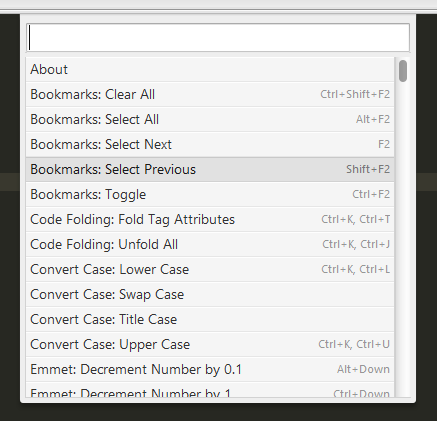 About
Bookmarks: Clear All Ctrl+Shift+F2
Bookmarks: Select All Alt+F2
Bookmarks: Select Next F2
Bookmarks: Select Previous Shift+F2
Bookmarks: Toggle Ctrl+F2
Code Folding: Fold Tag Attributes Ctrl+K, Ctrl+T
Code Folding: Unfold All Ctrl+K, Ctrl+J
Convert Case: Lower Case Ctrl+K, Ctrl+L
Convert Case: Swap Case
Convert Case: Title Case
Convert Case: Upper Case Ctrl+K, Ctrl+U
Emmet: Decrement Number by 0.1 Alt+Down
Emmet: Decrement Number by 1 Ctrl+Down